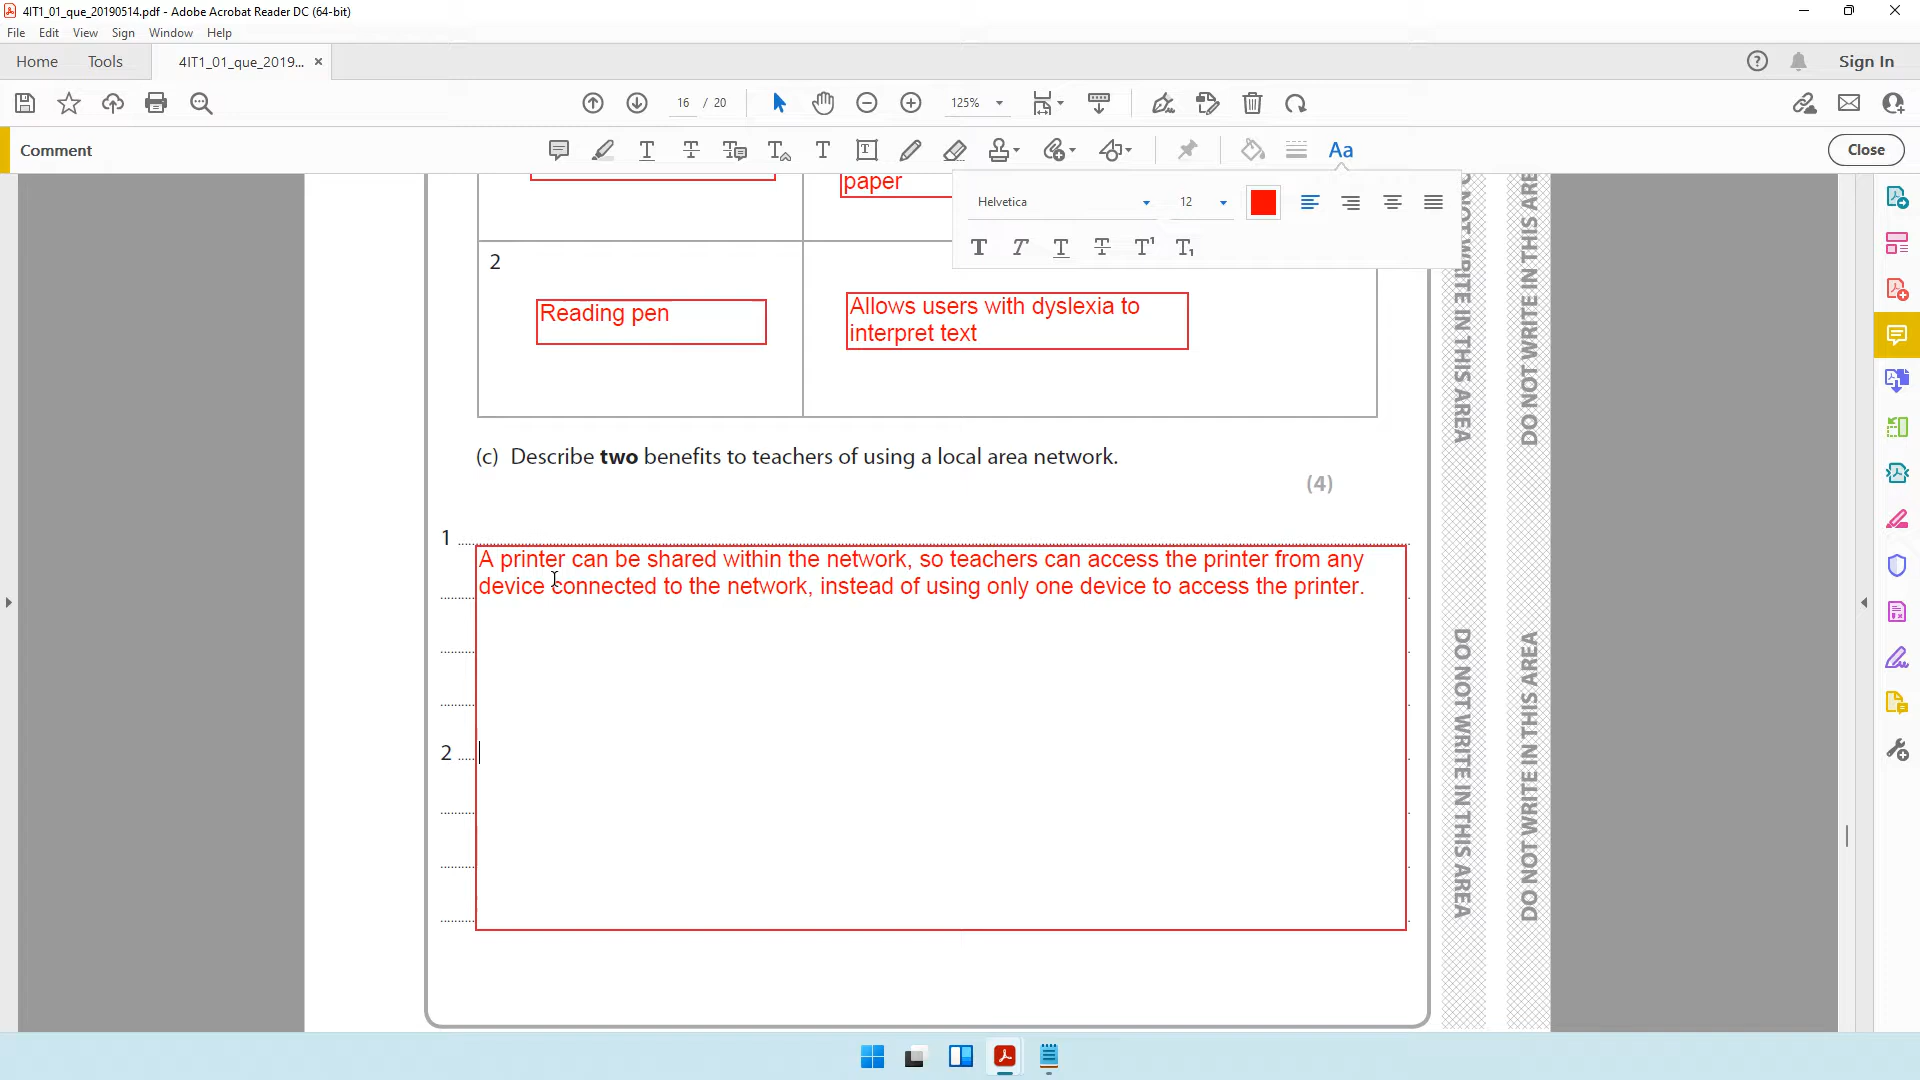 4IT1_01_que_20190514.pdf - Adobe Acrobat Reader DC (64-bit)
File Edit View Sign Window Help
Home Tools 4IT1_01_que_2019... Sign In
16 / 20 125%
Comment Close
Aa
Helvetica 12
paper
2
Reading pen
Allows users with dyslexia to
interpret text
(c) Describe two benefits to teachers of using a local area network.
(4)
1
A printer can be shared within the network, so teachers can access the printer from any
device connected to the network, instead of using only one device to access the printer.
2
DO NOT WRITE IN THIS AREA
DO NOT WRITE IN THIS AREA
DO NOT WRITE IN THIS AREA
DO NOT WRITE IN THIS AREA